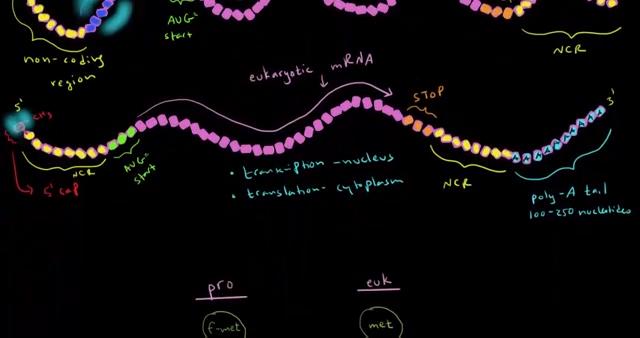 AUG
start
non-coding
region
NCR
eukaryotic mRNA
STOP
5'
CH3
3'
NCR
AUG
start
5' cap
• transcription - nucleus
• translation - cytoplasm
NCR
poly-A tail
100-250 nucleotides
pro
euk
f-met
met